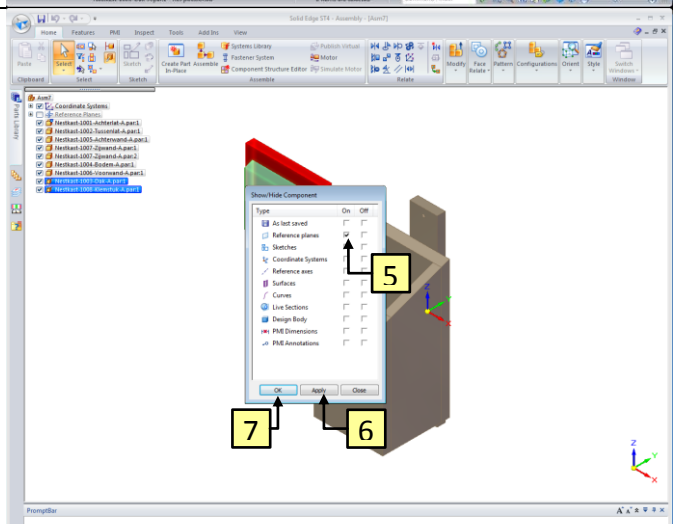 Solid Edge ST4 - Assembly - [Asm7]
Home Features PMI Inspect Tools Add Ins View
Paste
Select
Sketch
Create Part In-Place
Assemble
Systems Library
Fastener System
Component Structure Editor
Publish Virtual
Motor
Simulate Motor
Modify
Face Relate
Pattern
Configurations
Orient
Style
Switch Windows
Clipboard Select Sketch Assemble Relate Window
Parts Library
Asm7
Coordinate Systems
Reference Planes
Nestkast-1001-Achterlat-A.par:1
Nestkast-1002-Tussenlat-A.par:1
Nestkast-1005-Achterwand-A.par:1
Nestkast-1007-Zijwand-A.par:1
Nestkast-1007-Zijwand-A.par:2
Nestkast-1004-Bodem-A.par:1
Nestkast-1006-Voorwand-A.par:1
Nestkast-1003-Dak-A.par:1
Nestkast-1008-Klemstuk-A.par:1
Show/Hide Component
Type On Off
As last saved
Reference planes
Sketches
Coordinate Systems
Reference axes
Surfaces
Curves
Live Sections
Design Body
PMI Dimensions
PMI Annotations
OK Apply Close
5
7
6
Z
Y
X
Z
Y
X
PromptBar